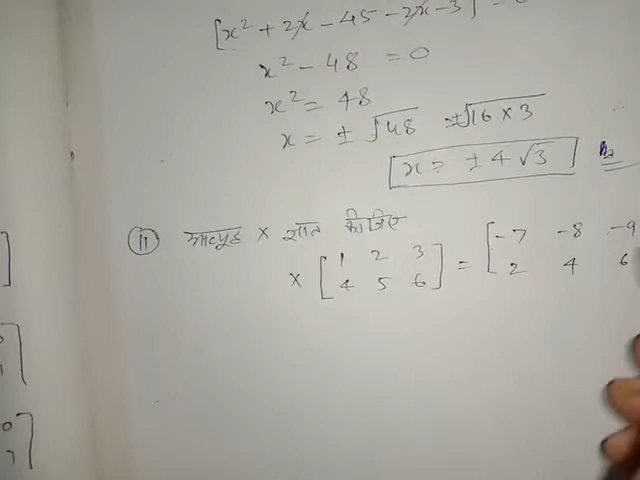 [x² + 2x - 45 - 2x - 3] =
x² - 48 = 0
x² = 48
x = ± √48 = ±√16 × 3
x = ± 4 √3
(11) आव्यूह × ज्ञात कीजिए
× [1 2 3] = [-7 -8 -9
[4 5 6] [2 4 6